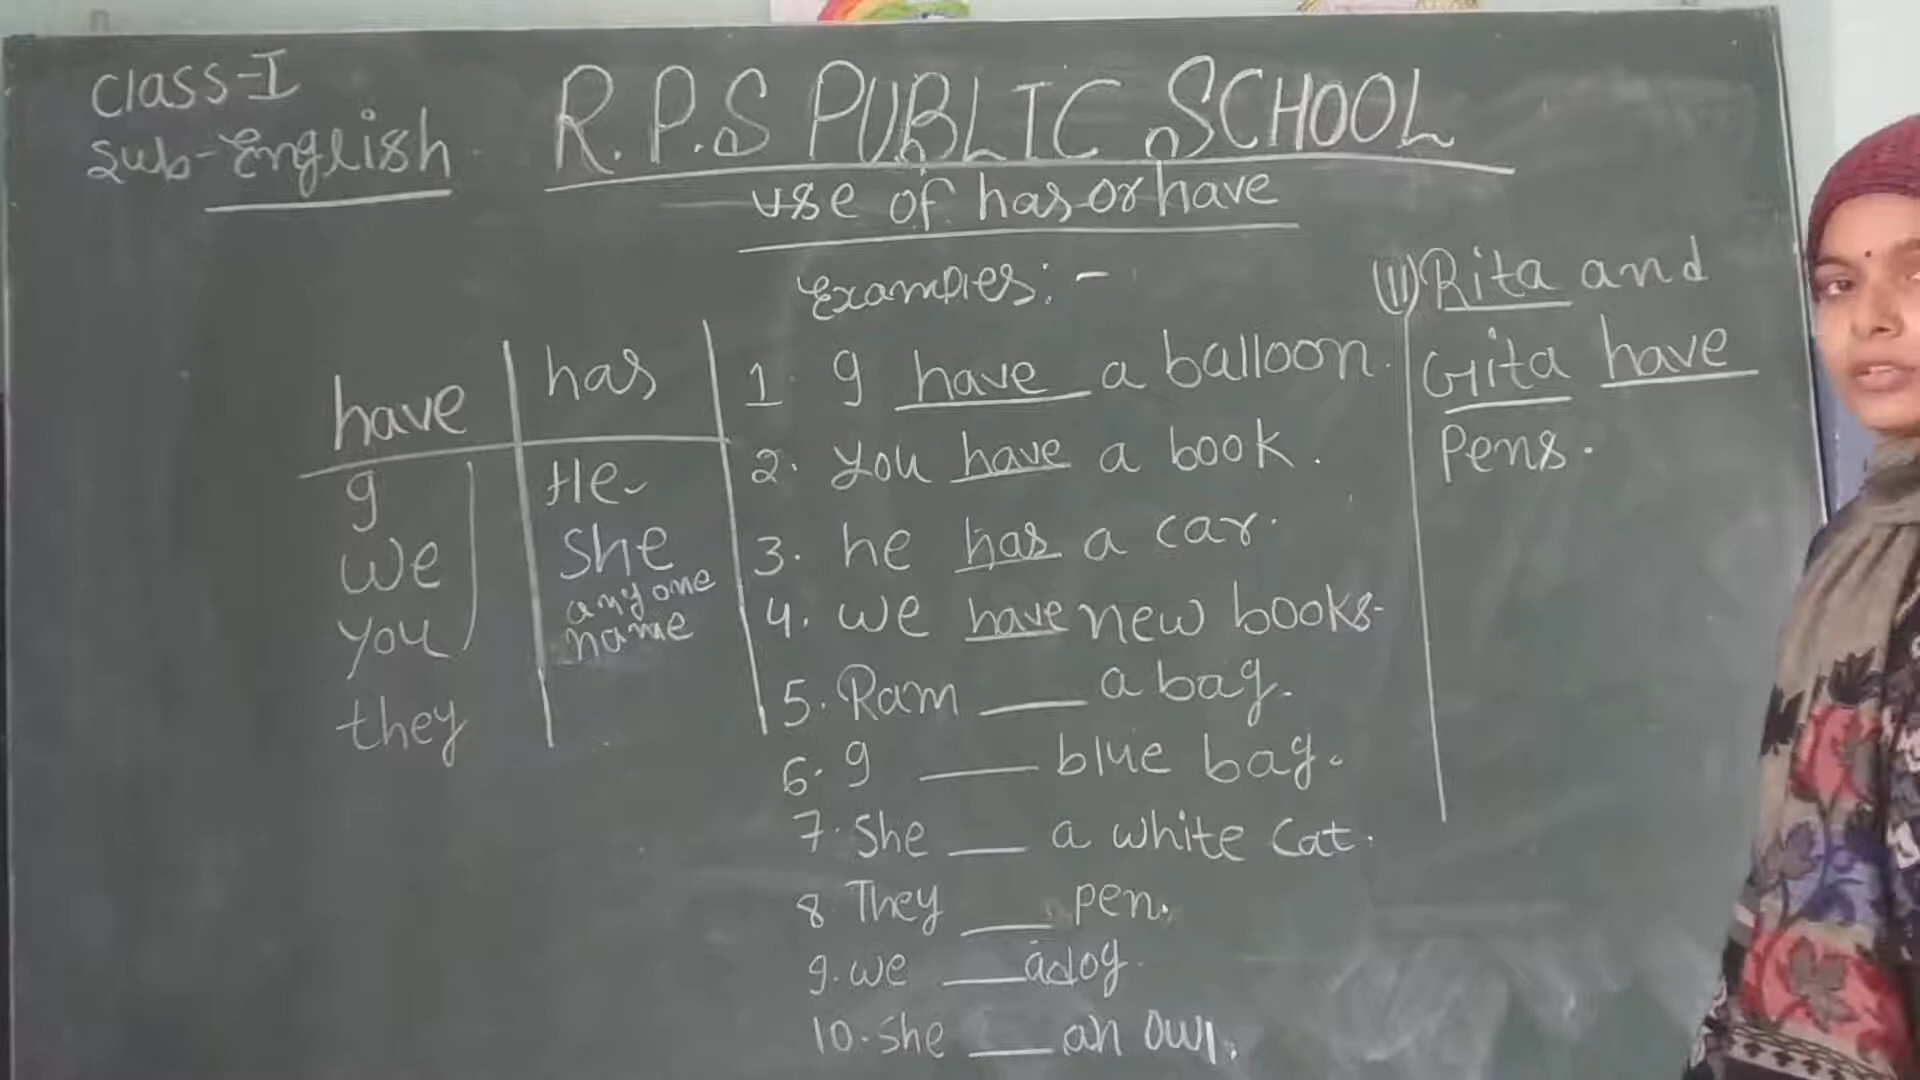 Class-I
Sub-English
R.P.S PUBLIC SCHOOL
use of has or have
Examples:-
have
I
we
you
they
has
He
She
anyone
name
1. I have a balloon.
2. You have a book.
3. he has a car.
4. we have new books.
5. Ram ___ a bag.
6. I ___ blue bag.
7. She ___ a white cat.
8. They ___ pen.
9. we ___ a dog.
10. She ___ an owl.
(11) Rita and
Gita have
Pens.